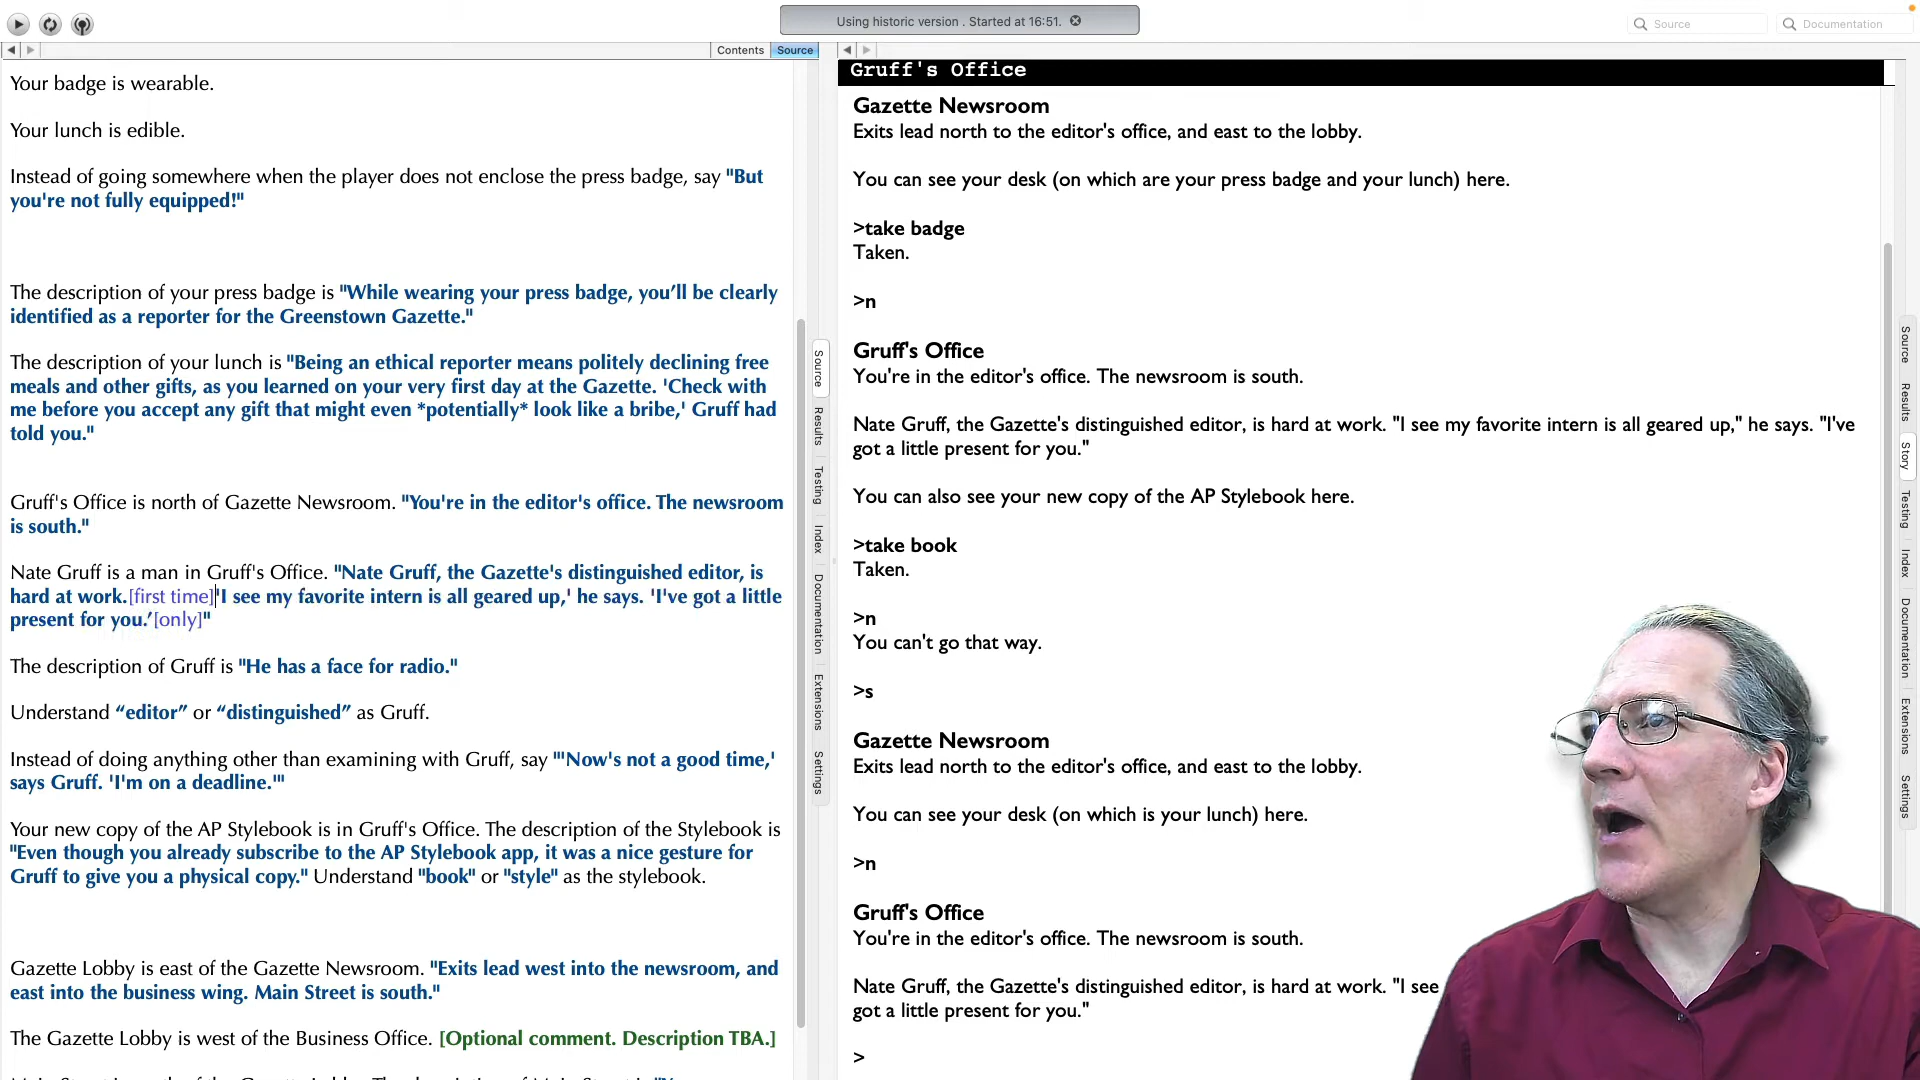 Using historic version . Started at 16:51.
Source
Documentation
Contents
Source
Your badge is wearable.
Your lunch is edible.
Instead of going somewhere when the player does not enclose the press badge, say "But
you're not fully equipped!"
The description of your press badge is "While wearing your press badge, you’ll be clearly
identified as a reporter for the Greenstown Gazette."
The description of your lunch is "Being an ethical reporter means politely declining free
meals and other gifts, as you learned on your very first day at the Gazette. 'Check with
me before you accept any gift that might even *potentially* look like a bribe,' Gruff had
told you."
Gruff's Office is north of Gazette Newsroom. "You're in the editor's office. The newsroom
is south."
Nate Gruff is a man in Gruff's Office. "Nate Gruff, the Gazette's distinguished editor, is
hard at work.[first time]'I see my favorite intern is all geared up,' he says. 'I've got a little
present for you.’[only]"
The description of Gruff is "He has a face for radio."
Understand “editor” or “distinguished” as Gruff.
Instead of doing anything other than examining with Gruff, say "'Now's not a good time,'
says Gruff. 'I'm on a deadline.'"
Your new copy of the AP Stylebook is in Gruff's Office. The description of the Stylebook is
"Even though you already subscribe to the AP Stylebook app, it was a nice gesture for
Gruff to give you a physical copy." Understand "book" or "style" as the stylebook.
Gazette Lobby is east of the Gazette Newsroom. "Exits lead west into the newsroom, and
east into the business wing. Main Street is south."
The Gazette Lobby is west of the Business Office. [Optional comment. Description TBA.]
Source
Results
Testing
Index
Documentation
Extensions
Settings
Gruff's Office
Gazette Newsroom
Exits lead north to the editor's office, and east to the lobby.
You can see your desk (on which are your press badge and your lunch) here.
>take badge
Taken.
>n
Gruff's Office
You're in the editor's office. The newsroom is south.
Nate Gruff, the Gazette's distinguished editor, is hard at work. "I see my favorite intern is all geared up," he says. "I've
got a little present for you."
You can also see your new copy of the AP Stylebook here.
>take book
Taken.
>n
You can't go that way.
>s
Gazette Newsroom
Exits lead north to the editor's office, and east to the lobby.
You can see your desk (on which is your lunch) here.
>n
Gruff's Office
You're in the editor's office. The newsroom is south.
Nate Gruff, the Gazette's distinguished editor, is hard at work. "I see
got a little present for you."
>
Source
Results
Story
Testing
Index
Documentation
Extensions
Settings